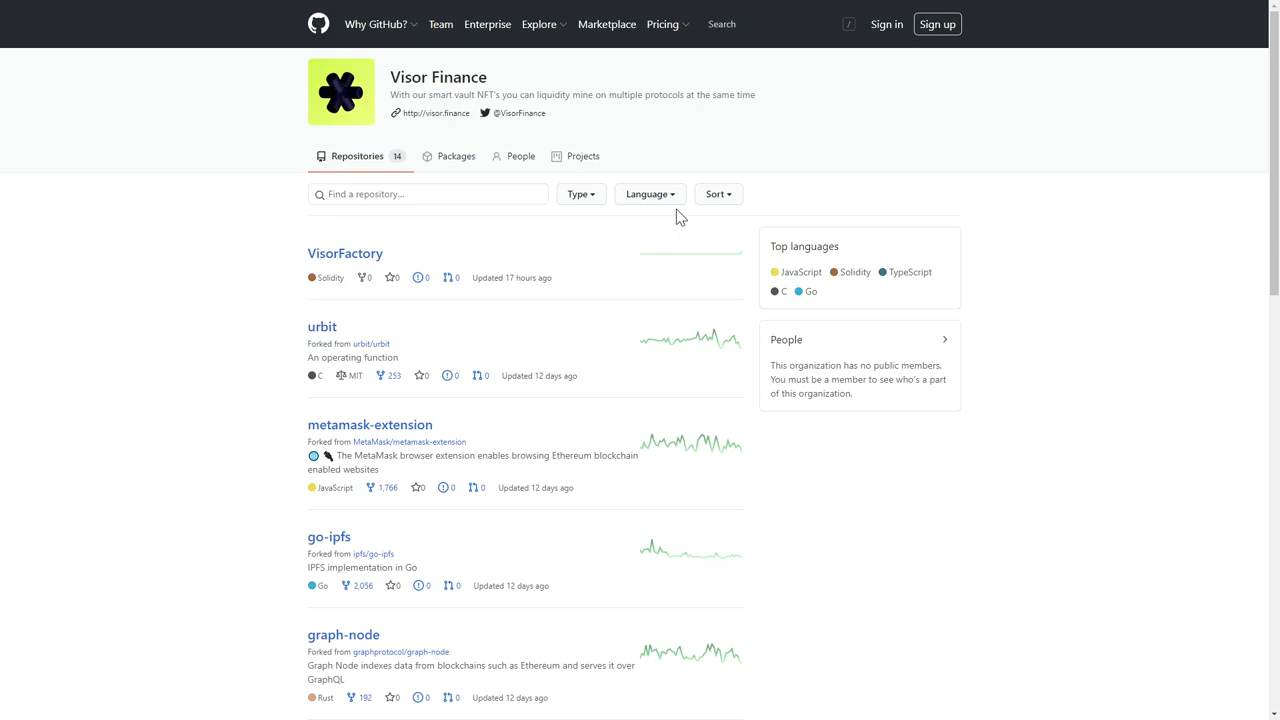 Why GitHub? Team Enterprise Explore Marketplace Pricing Search / Sign in Sign up
Visor Finance
With our smart vault NFT's you can liquidity mine on multiple protocols at the same time
http://visor.finance @VisorFinance
Repositories 14 Packages People Projects
Find a repository... Type Language Sort
VisorFactory
Solidity 0 0 0 0 Updated 17 hours ago
urbit
Forked from urbit/urbit
An operating function
C MIT 253 0 0 0 Updated 12 days ago
metamask-extension
Forked from MetaMask/metamask-extension
The MetaMask browser extension enables browsing Ethereum blockchain
enabled websites
JavaScript 1,766 0 0 0 Updated 12 days ago
go-ipfs
Forked from ipfs/go-ipfs
IPFS implementation in Go
Go 2,056 0 0 0 Updated 12 days ago
graph-node
Forked from graphprotocol/graph-node
Graph Node indexes data from blockchains such as Ethereum and serves it over
GraphQL
Rust 192 0 0 0 Updated 12 days ago
Top languages
JavaScript Solidity TypeScript
C Go
People
This organization has no public members.
You must be a member to see who's a part
of this organization.